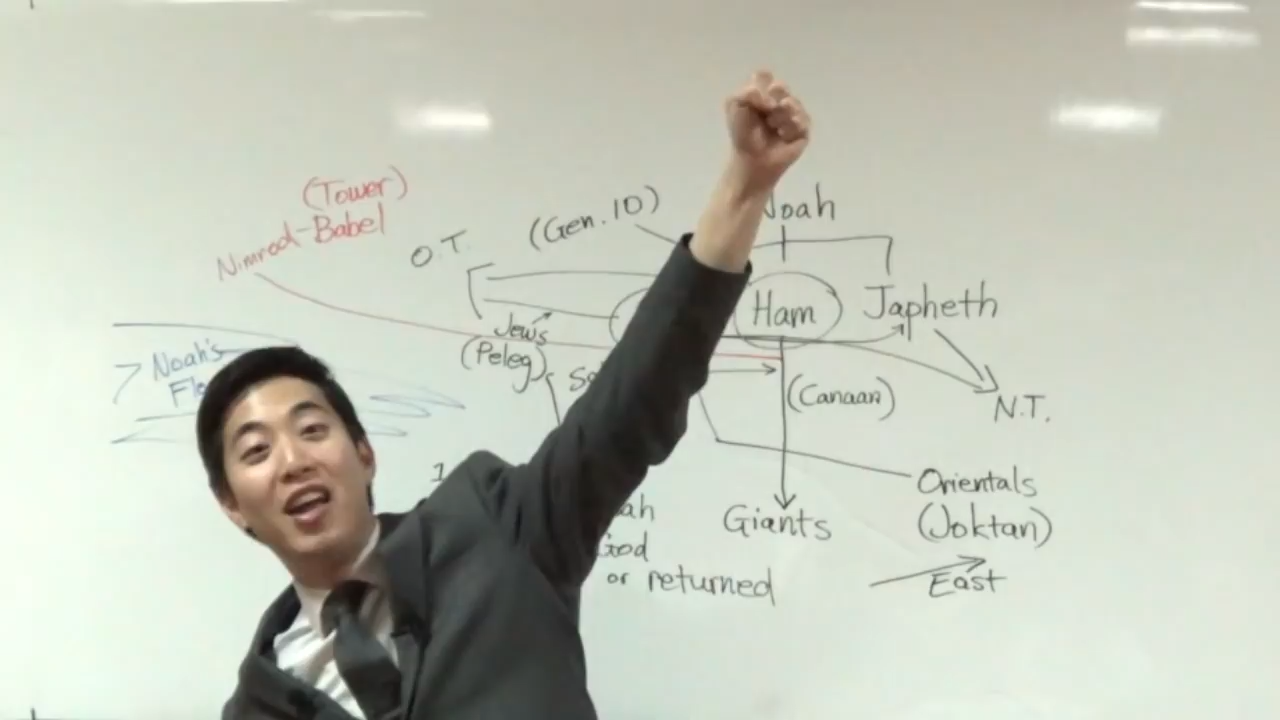 (Tower)
Nimrod-Babel
O.T.
(Gen. 10)
Noah
Ham
Japheth
Jews
(Peleg)
Noah's
(Canaan)
N.T.
1
Orientals
(Joktan)
Giants
God
or returned
East